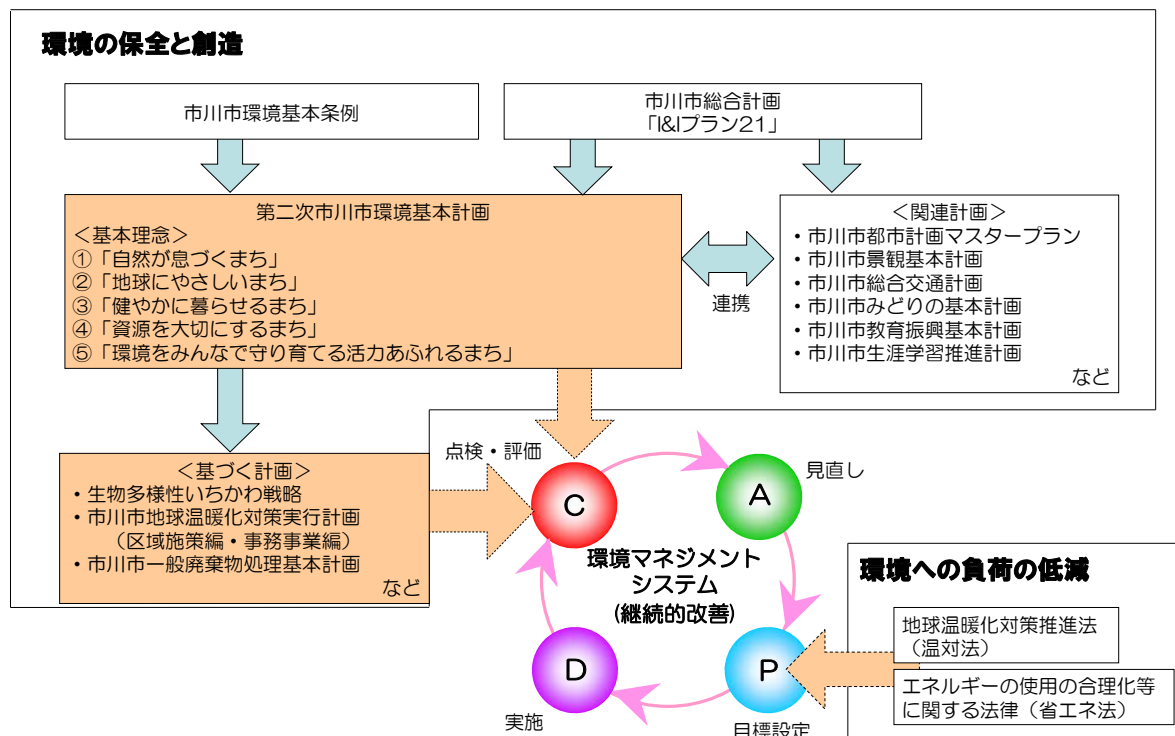 環境の保全と創造
市川市環境基本条例
市川市総合計画
「I&Iプラン21」
第二次市川市環境基本計画
＜基本理念＞
①「自然が息づくまち」
②「地球にやさしいまち」
③「健やかに暮らせるまち」
④「資源を大切にするまち」
⑤「環境をみんなで守り育てる活力あふれるまち」
連携
＜関連計画＞
・市川市都市計画マスタープラン
・市川市景観基本計画
・市川市総合交通計画
・市川市みどりの基本計画
・市川市教育振興基本計画
・市川市生涯学習推進計画
など
＜基づく計画＞
・生物多様性いちかわ戦略
・市川市地球温暖化対策実行計画
（区域施策編・事務事業編）
・市川市一般廃棄物処理基本計画
など
点検・評価
C
A
見直し
環境マネジメント
システム
(継続的改善)
D
実施
P
目標設定
環境への負荷の低減
地球温暖化対策推進法
（温対法）
エネルギーの使用の合理化等
に関する法律（省エネ法）